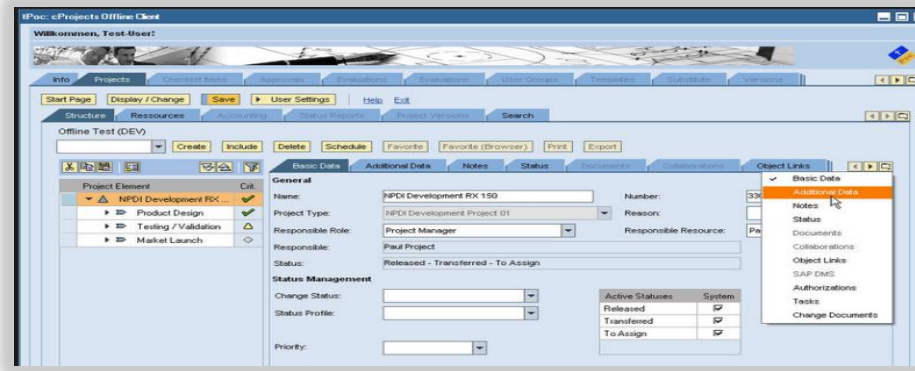 tPoc: cProjects Offline Client
Willkommen, Test-User!
Info Projects Checklist Items Approvals Evaluations Evaluations User Groups Templates Substitute Versions
Start Page Display / Change Save User Settings Help Exit
Structure Ressources Accounting Status Reports Project Versions Search
Offline Test (DEV)
Create Include Delete Schedule Favorite Favorite (Browser) Print Export
Basic Data Additional Data Notes Status Documents Collaborations Object Links
Project Element Crit.
NPDI Development RX ...
Product Design
Testing / Validation
Market Launch
General
Name: NPDI Development RX 150 Number: 330
Project Type: NPDI Development Project 01 Reason:
Responsible Role: Project Manager Responsible Resource: Pa
Responsible: Paul Project
Status: Released - Transferred - To Assign
Status Management
Change Status:
Status Profile:
Priority:
Active Statuses System
Released
Transferred
To Assign
Basic Data
Additional Data
Notes
Status
Documents
Collaborations
Object Links
SAP DMS
Authorizations
Tasks
Change Documents